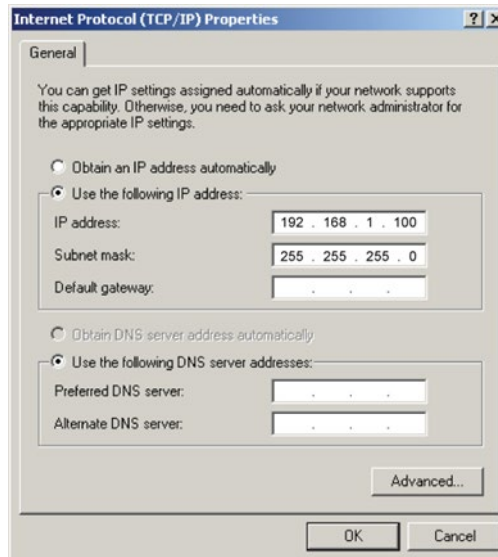 Internet Protocol (TCP/IP) Properties
General
You can get IP settings assigned automatically if your network supports
this capability. Otherwise, you need to ask your network administrator for
the appropriate IP settings.
Obtain an IP address automatically
Use the following IP address:
IP address: 192 . 168 . 1 . 100
Subnet mask: 255 . 255 . 255 . 0
Default gateway: . . .
Obtain DNS server address automatically
Use the following DNS server addresses:
Preferred DNS server: . . .
Alternate DNS server: . . .
Advanced...
OK Cancel